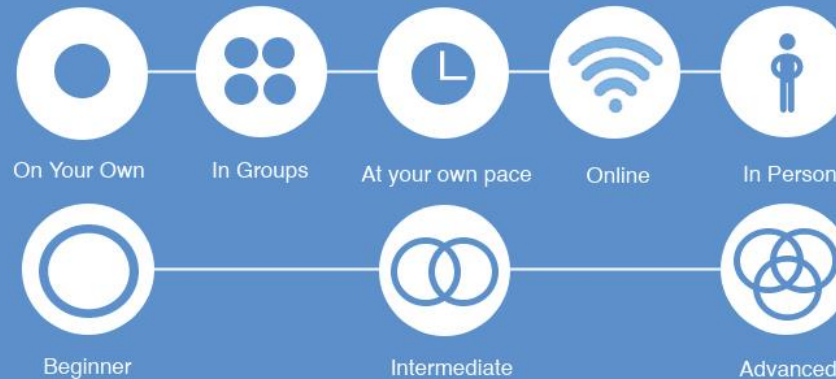 On Your Own
In Groups
At your own pace
Online
In Person
Beginner
Intermediate
Advanced